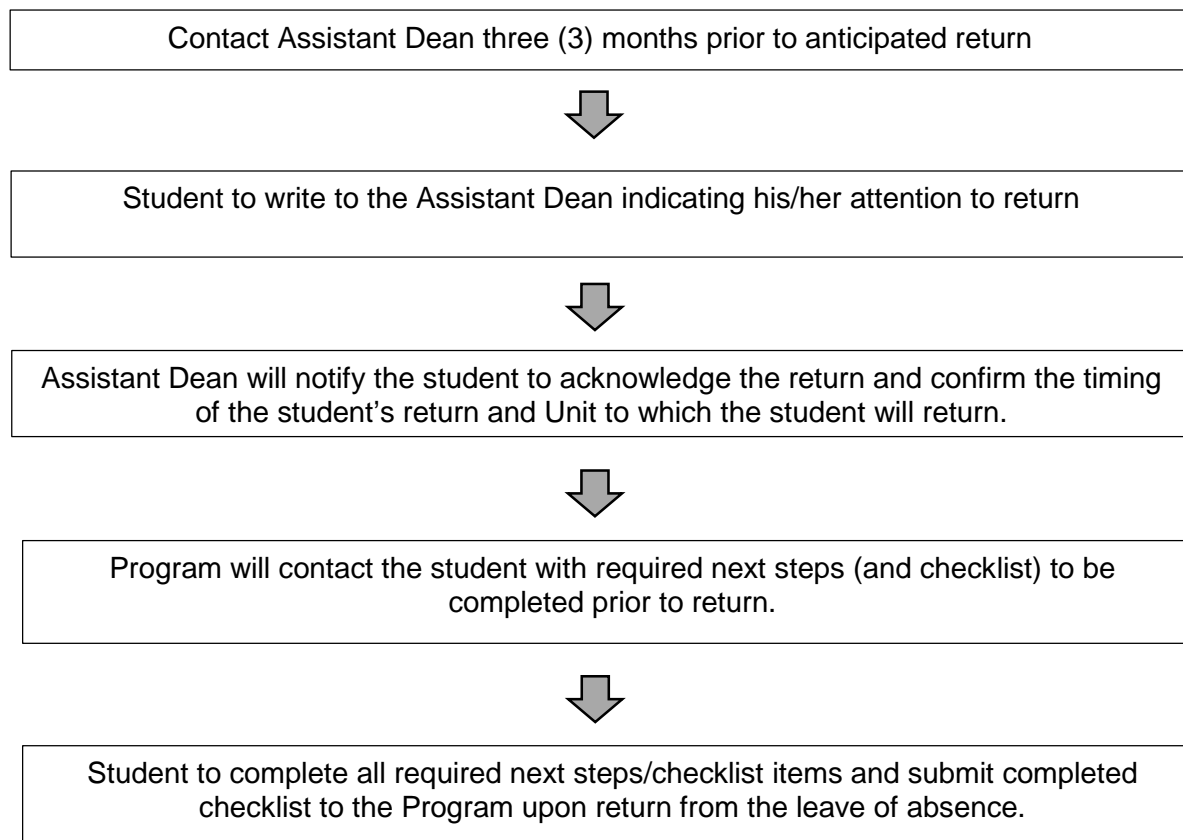 Contact Assistant Dean three (3) months prior to anticipated return
Student to write to the Assistant Dean indicating his/her attention to return
Assistant Dean will notify the student to acknowledge the return and confirm the timing
of the student’s return and Unit to which the student will return.
Program will contact the student with required next steps (and checklist) to be
completed prior to return.
Student to complete all required next steps/checklist items and submit completed
checklist to the Program upon return from the leave of absence.